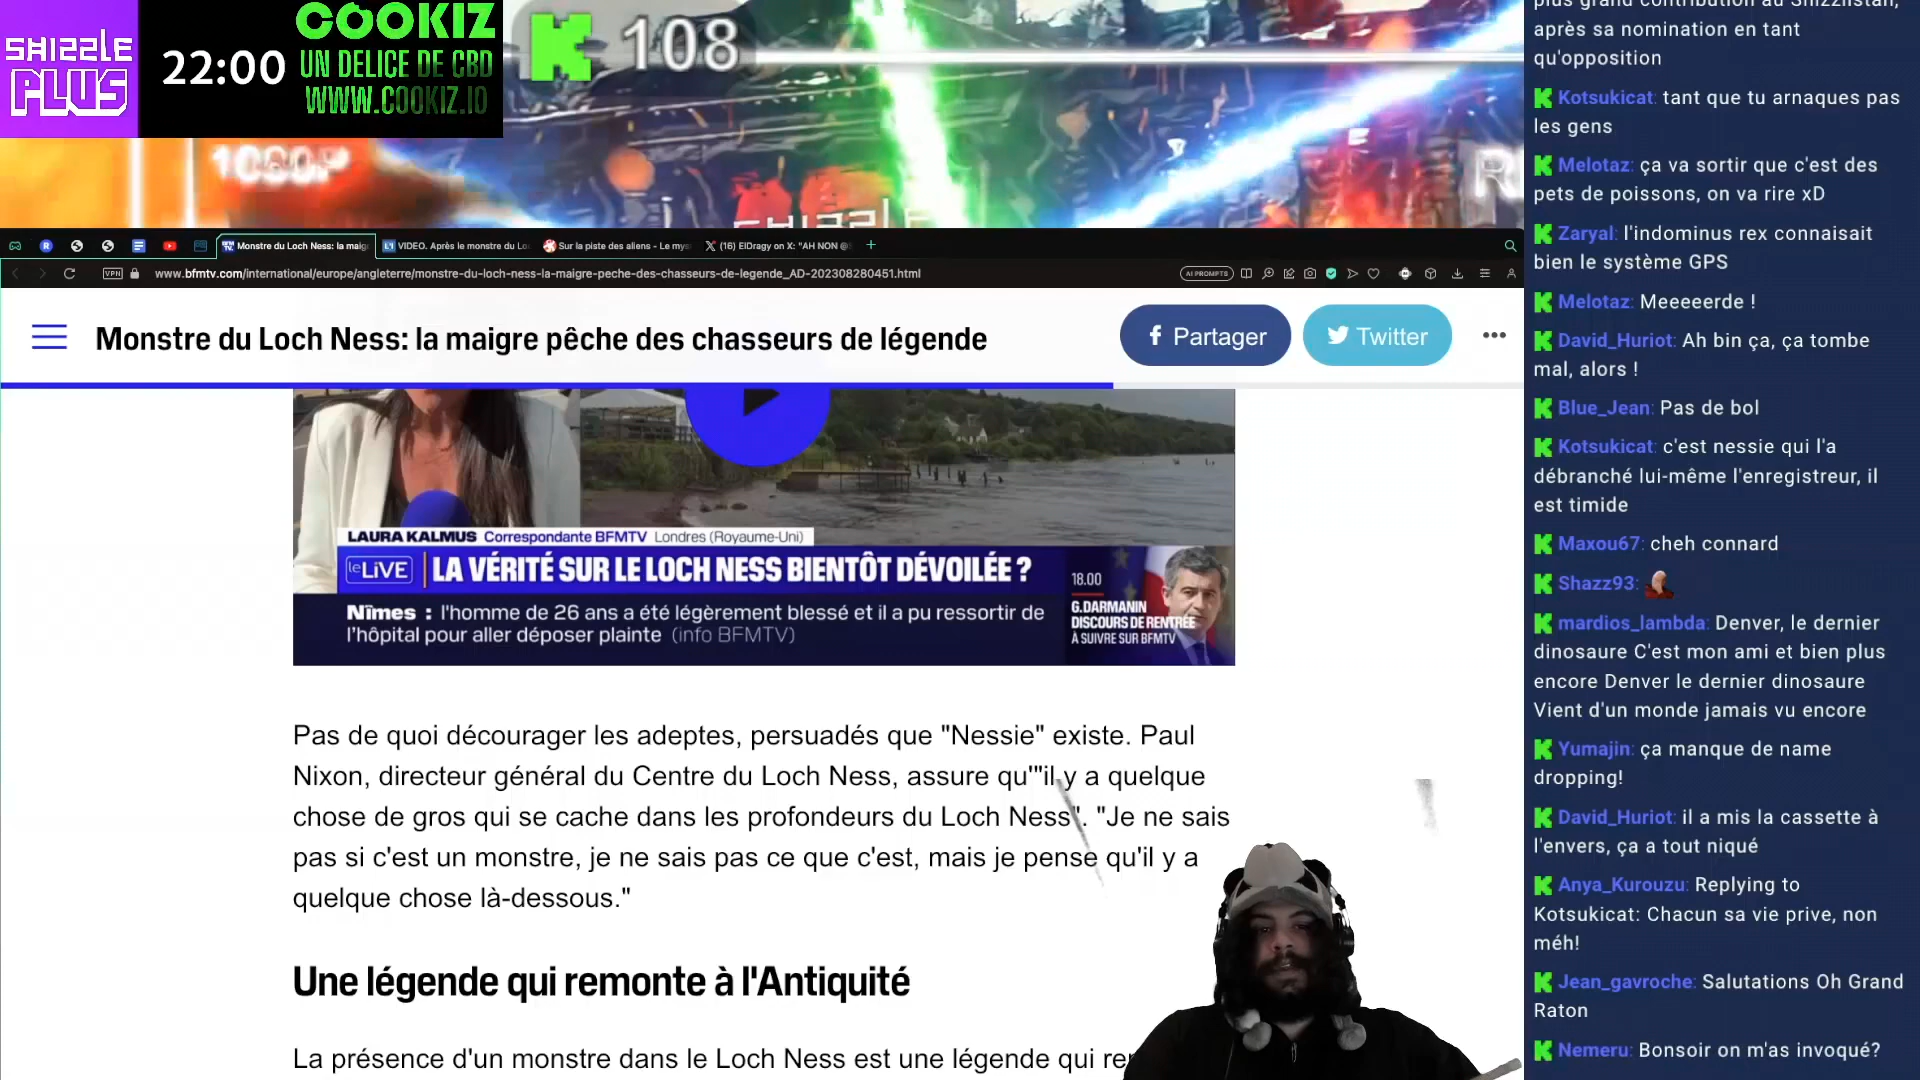 SHIZZLE
PLUS
22:00
COOKIZ
UN DELICE DE CBD
WWW.COOKIZ.IO
108
1080P
Monstre du Loch Ness: la maig
VIDEO. Après le monstre du Lo
Sur la piste des aliens - Le mys
(16) ElDragy on X: "AH NON @
VPN
www.bfmtv.com/international/europe/angleterre/monstre-du-loch-ness-la-maigre-peche-des-chasseurs-de-legende_AD-202308280451.html
AI PROMPTS
Monstre du Loch Ness: la maigre pêche des chasseurs de légende
Partager
Twitter
LAURA KALMUS Correspondante BFMTV Londres (Royaume-Uni)
le LIVE
LA VÉRITÉ SUR LE LOCH NESS BIENTÔT DÉVOILÉE ?
Nîmes : l'homme de 26 ans a été légèrement blessé et il a pu ressortir de
l'hôpital pour aller déposer plainte (info BFMTV)
18.00
G.DARMANIN
DISCOURS DE RENTRÉE
À SUIVRE SUR BFMTV
Pas de quoi décourager les adeptes, persuadés que "Nessie" existe. Paul
Nixon, directeur général du Centre du Loch Ness, assure qu'"il y a quelque
chose de gros qui se cache dans les profondeurs du Loch Ness". "Je ne sais
pas si c'est un monstre, je ne sais pas ce que c'est, mais je pense qu'il y a
quelque chose là-dessous."
Une légende qui remonte à l'Antiquité
La présence d'un monstre dans le Loch Ness est une légende qui re
plus grand contribution au Shizzlistan,
après sa nomination en tant
qu'opposition
Kotsukicat: tant que tu arnaques pas
les gens
Melotaz: ça va sortir que c'est des
pets de poissons, on va rire xD
Zaryal: l'indominus rex connaisait
bien le système GPS
Melotaz: Meeeeerde !
David_Huriot: Ah bin ça, ça tombe
mal, alors !
Blue_Jean: Pas de bol
Kotsukicat: c'est nessie qui l'a
débranché lui-même l'enregistreur, il
est timide
Maxou67: cheh connard
Shazz93:
mardios_lambda: Denver, le dernier
dinosaure C'est mon ami et bien plus
encore Denver le dernier dinosaure
Vient d'un monde jamais vu encore
Yumajin: ça manque de name
dropping!
David_Huriot: il a mis la cassette à
l'envers, ça a tout niqué
Anya_Kurouzu: Replying to
Kotsukicat: Chacun sa vie prive, non
méh!
Jean_gavroche: Salutations Oh Grand
Raton
Nemeru: Bonsoir on m'as invoqué?